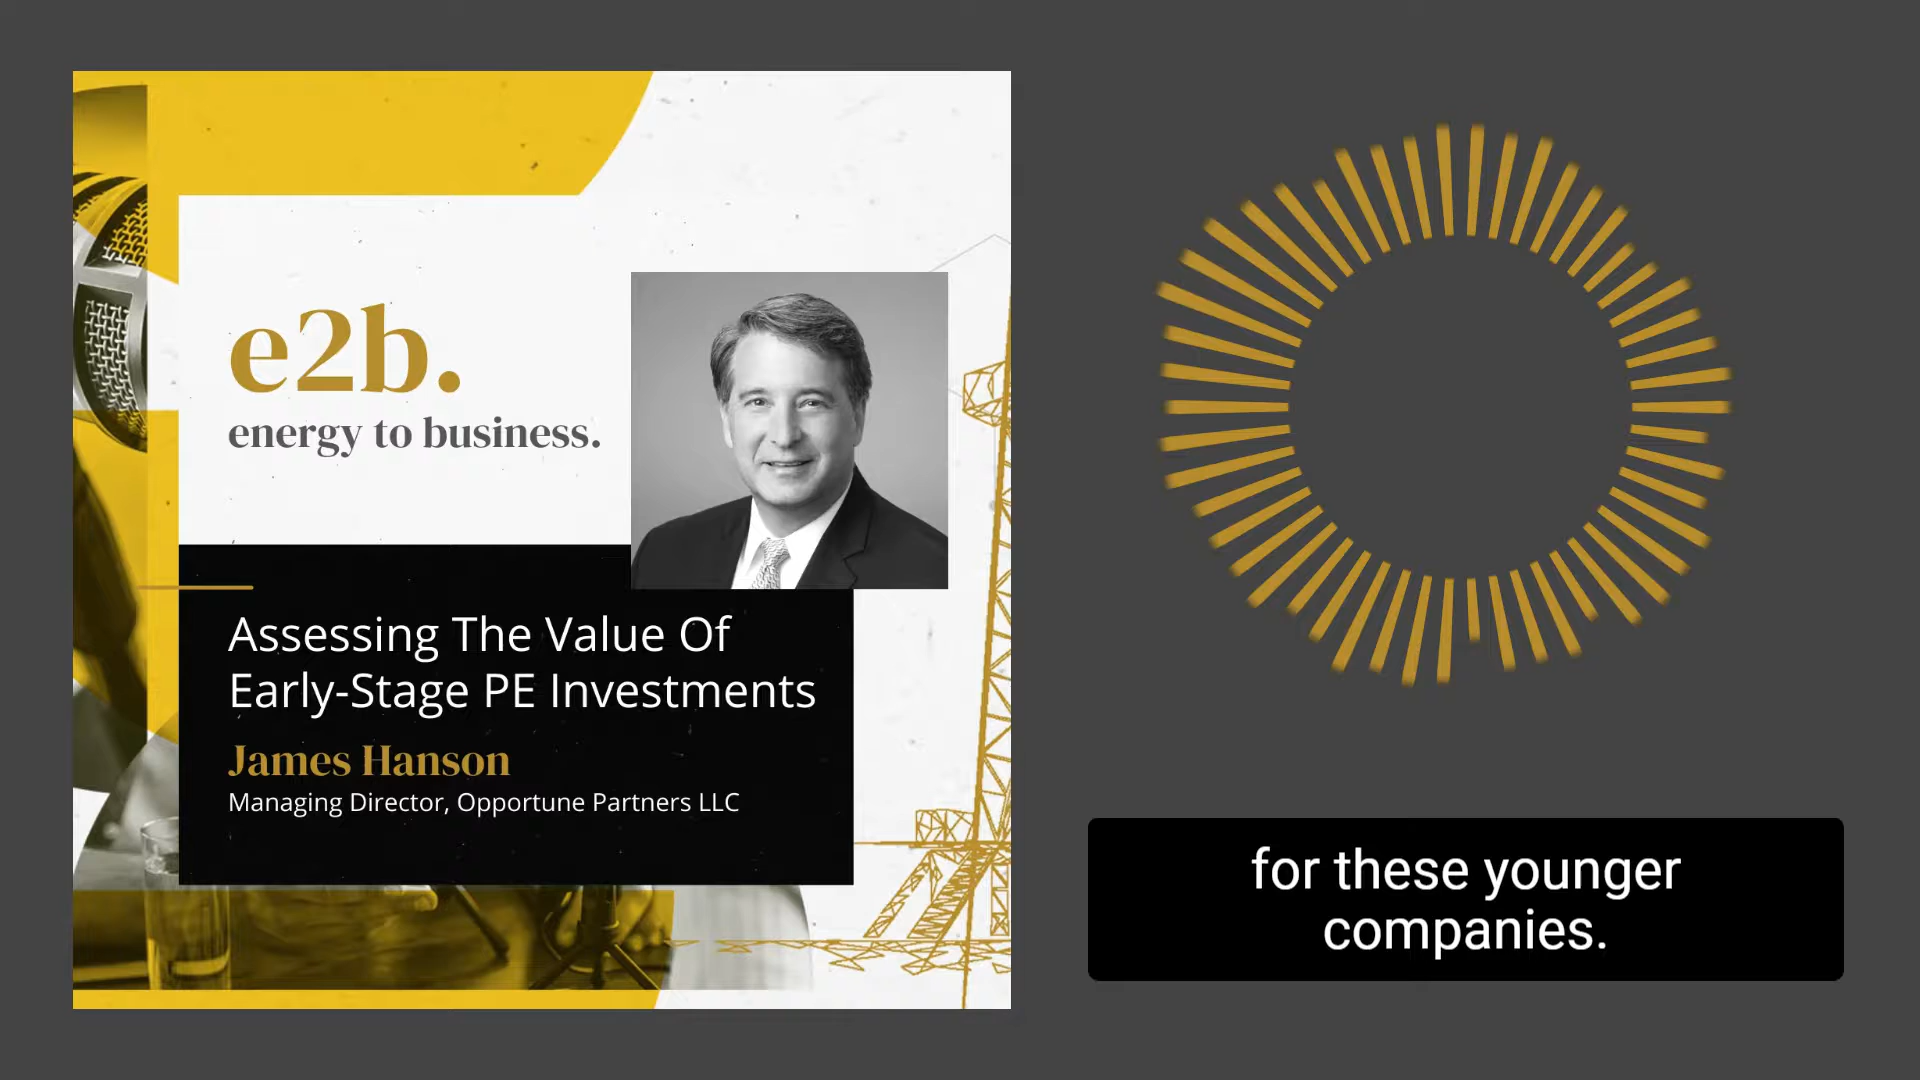 e2b.
energy to business.
Assessing The Value Of
Early-Stage PE Investments
James Hanson
Managing Director, Opportune Partners LLC
for these younger
companies.